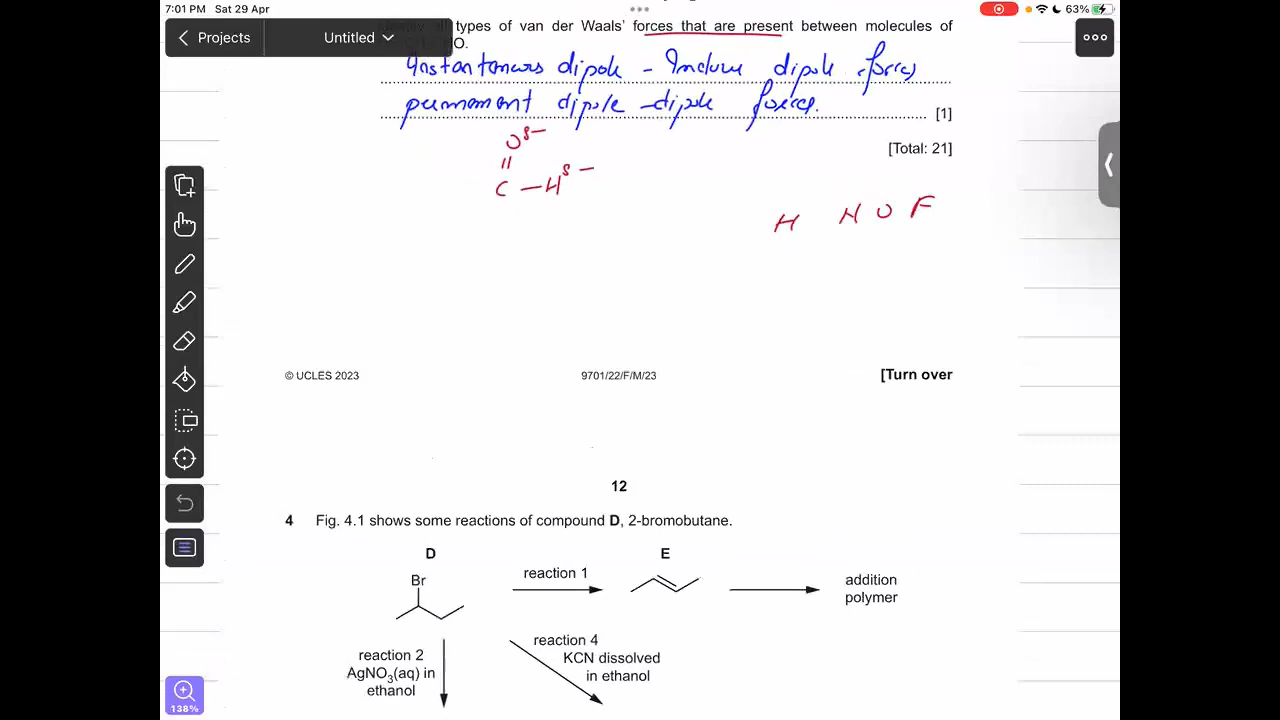 7:01 PM Sat 29 Apr
63%
Projects
Untitled
types of van der Waals' forces that are present between molecules of
HO.
Instantaneous dipole - Induce dipole forces
permanent dipole-dipole force.
[1]
[Total: 21]
O δ-
C - H δ-
H N O F
© UCLES 2023
9701/22/F/M/23
[Turn over
12
4 Fig. 4.1 shows some reactions of compound D, 2-bromobutane.
D
E
Br
reaction 1
addition
polymer
reaction 4
KCN dissolved
in ethanol
reaction 2
AgNO3(aq) in
ethanol
138%